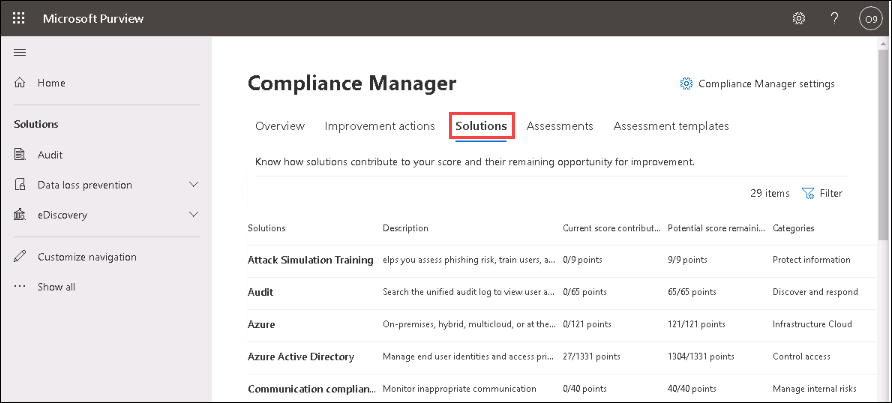 Microsoft Purview
?
O9
Home
Solutions
Audit
Data loss prevention
eDiscovery
Customize navigation
Show all
Compliance Manager
Compliance Manager settings
Overview Improvement actions Solutions Assessments Assessment templates
Know how solutions contribute to your score and their remaining opportunity for improvement.
29 items Filter
Solutions Description Current score contribut... Potential score remaini... Categories
Attack Simulation Training elps you assess phishing risk, train users, a... 0/9 points 9/9 points Protect information
Audit Search the unified audit log to view user a... 0/65 points 65/65 points Discover and respond
Azure On-premises, hybrid, multicloud, or at the... 0/121 points 121/121 points Infrastructure Cloud
Azure Active Directory Manage end user identities and access pri... 27/1331 points 1304/1331 points Control access
Communication complian... Monitor inappropriate communication 0/40 points 40/40 points Manage internal risks